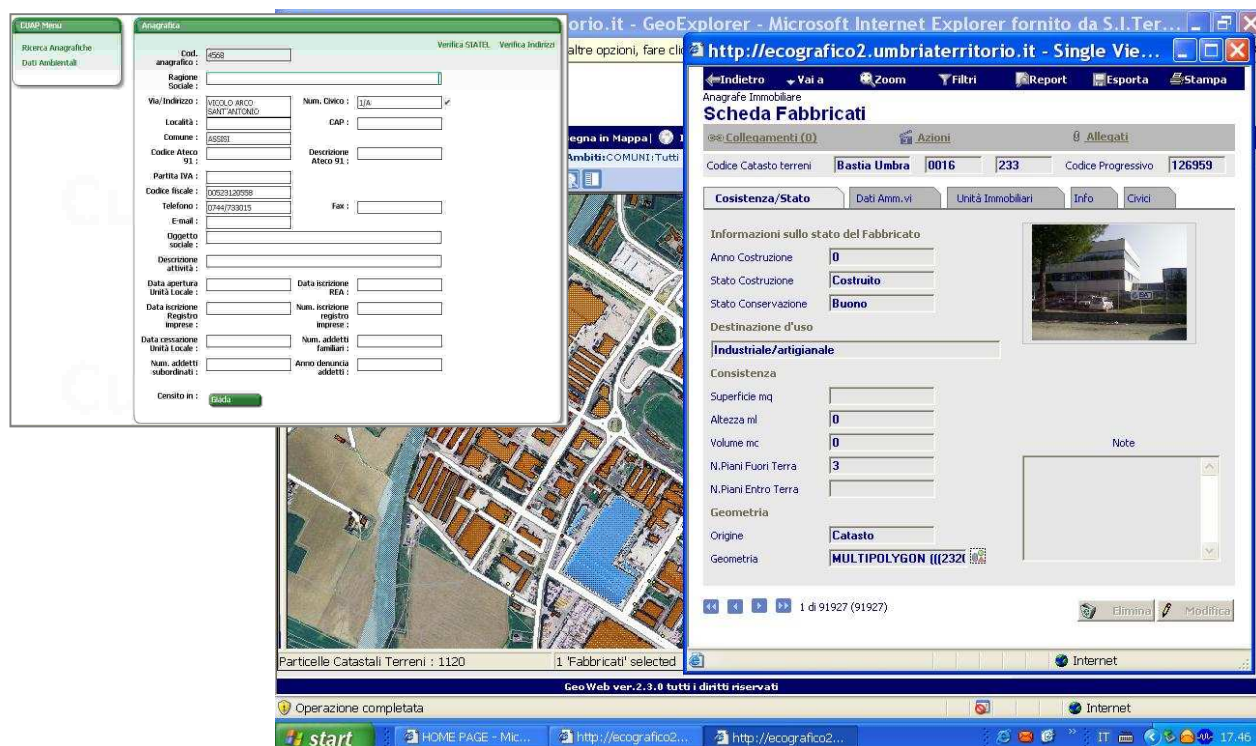 CUAP Menu
Ricerca Anagrafiche
Dati Ambientali
Anagrafica
Verifica STATEL Verifica Indirizzi
Cod. anagrafico : 4568
Ragione Sociale :
Via/Indirizzo : VICOLO ARCO SANT'ANTONIO Num. Civico : 1/A
Località : CAP :
Comune : ASSISI
Codice Ateco 91 : Descrizione Ateco 91 :
Partita IVA :
Codice fiscale : 00523120558
Telefono : 0744/733015 Fax :
E-mail :
Oggetto sociale :
Descrizione attività :
Data apertura Unità Locale : Data iscrizione REA :
Data iscrizione Registro imprese : Num. iscrizione registro imprese :
Data cessazione Unità Locale : Num. addetti familiari :
Num. addetti subordinati : Anno denuncia addetti :
Censito in : Giada
orio.it - GeoExplorer - Microsoft Internet Explorer fornito da S.I.Ter...
altre opzioni, fare clic
segna in Mappa|
Ambiti:COMUNI:Tutti
http://ecografico2.umbriaterritorio.it - Single Vie...
Indietro Vai a Zoom Filtri Report Esporta Stampa
Anagrafe Immobiliare
Scheda Fabbricati
Collegamenti (0) Azioni Allegati
Codice Catasto terreni Bastia Umbra 0016 233 Codice Progressivo 126959
Cosistenza/Stato Dati Amm.vi Unità Immobiliari Info Civici
Informazioni sullo stato del Fabbricato
Anno Costruzione 0
Stato Costruzione Costruito
Stato Conservazione Buono
Destinazione d'uso
Industriale/artigianale
Consistenza
Superficie mq
Altezza ml 0
Volume mc 0
Note
N.Piani Fuori Terra 3
N.Piani Entro Terra
Geometria
Origine Catasto
Geometria MULTIPOLYGON (((2320
1 di 91927 (91927)
Elimina Modifica
Internet
Particelle Catastali Terreni : 1120 1 'Fabbricati' selected
GeoWeb ver.2.3.0 tutti i diritti riservati
Operazione completata Internet
start HOME PAGE - Mic... http://ecografico2... http://ecografico2... IT 17.46